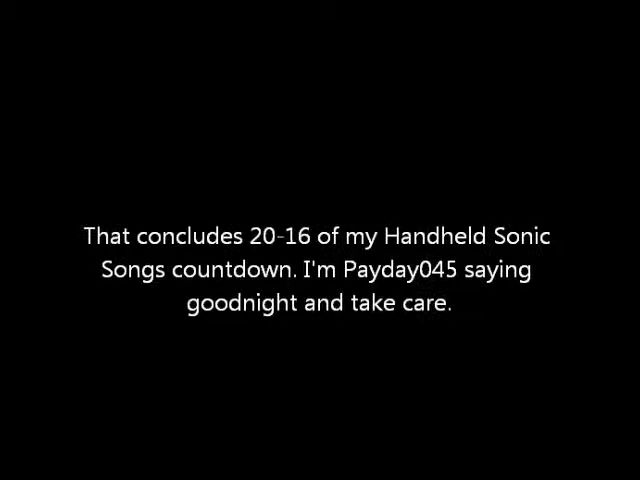 That concludes 20-16 of my Handheld Sonic
Songs countdown. I'm Payday045 saying
goodnight and take care.